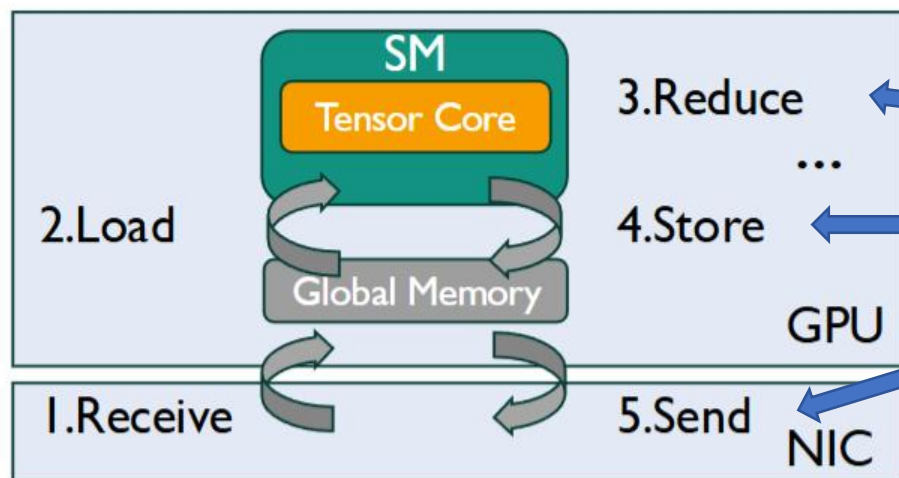 SM
Tensor Core
3.Reduce
...
2.Load
4.Store
Global Memory
GPU
1.Receive
5.Send
NIC